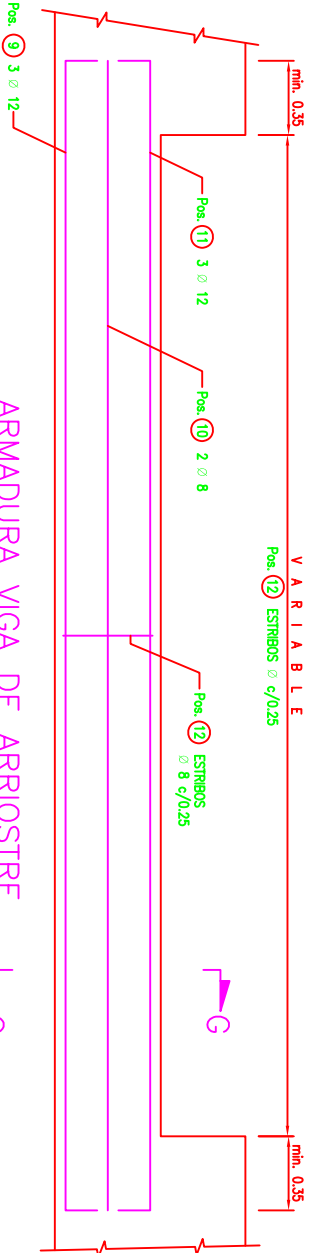 min. 0.35
V A R I A B L E
min. 0.35
Pos. 12 ESTRIBOS ∅ c/0.25
Pos. 11 3 ∅ 12
Pos. 10 2 ∅ 8
Pos. 12 ESTRIBOS
∅ 8 c/0.25
G
Pos. 9 3 ∅ 12
ARMADURA VIGA DE ARRIOSTRE